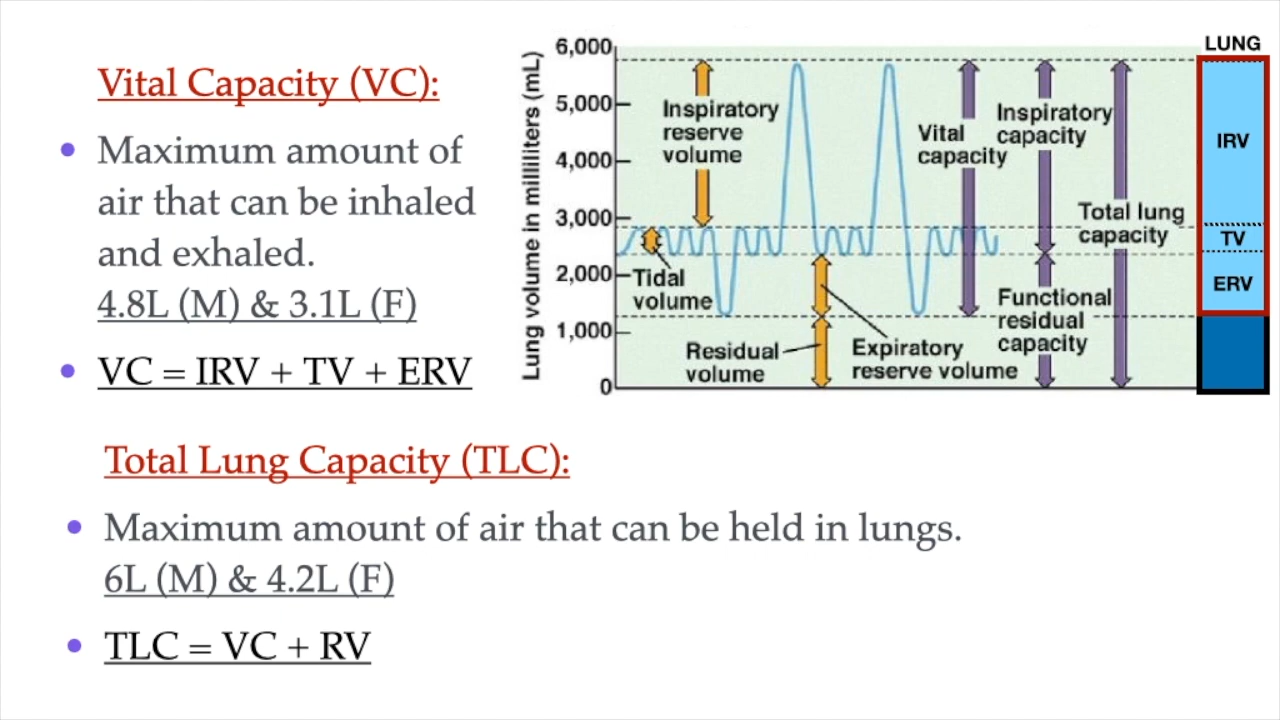 Vital Capacity (VC):
• Maximum amount of
air that can be inhaled
and exhaled.
4.8L (M) & 3.1L (F)
• VC = IRV + TV + ERV
Lung volume in milliliters (mL)
6,000
5,000
4,000
3,000
2,000
1,000
0
Inspiratory
reserve
volume
Tidal
volume
Residual
volume
Expiratory
reserve volume
Vital
capacity
Inspiratory
capacity
Functional
residual
capacity
Total lung
capacity
LUNG
IRV
TV
ERV
Total Lung Capacity (TLC):
• Maximum amount of air that can be held in lungs.
6L (M) & 4.2L (F)
• TLC = VC + RV